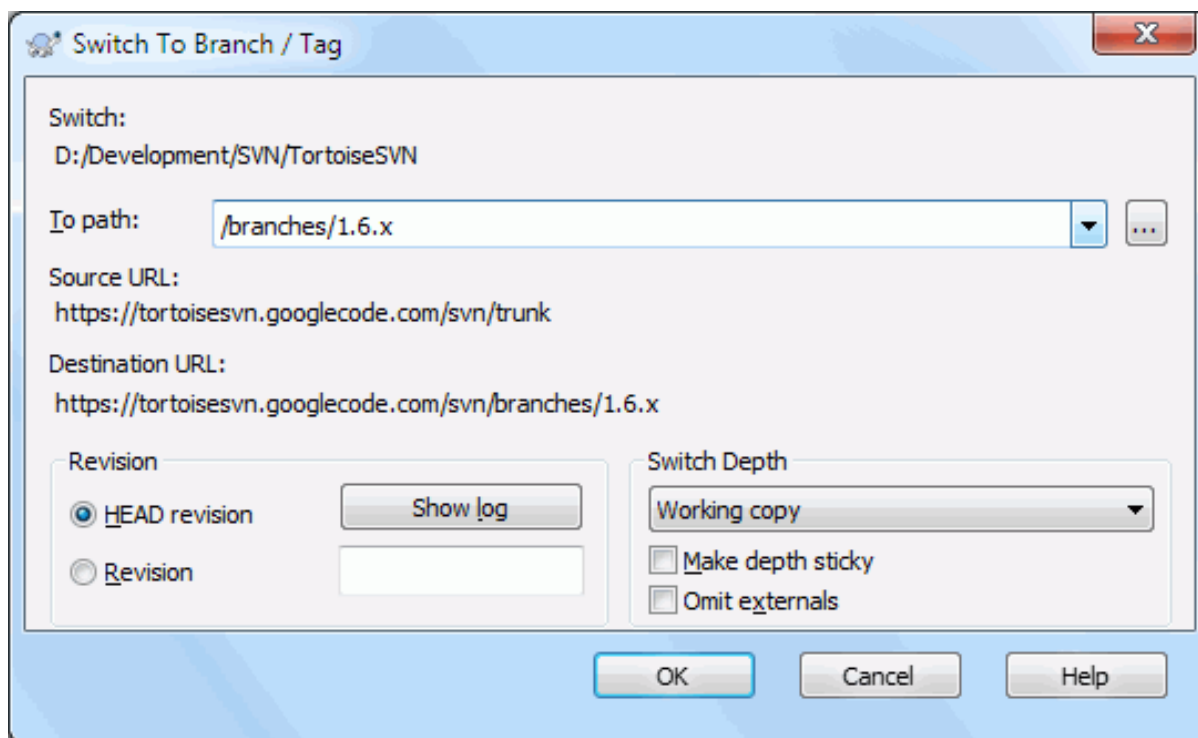 Switch To Branch / Tag
Switch:
D:/Development/SVN/TortoiseSVN
To path:
/branches/1.6.x
...
Source URL:
https://tortoisesvn.googlecode.com/svn/trunk
Destination URL:
https://tortoisesvn.googlecode.com/svn/branches/1.6.x
Revision
HEAD revision
Show log
Revision
Switch Depth
Working copy
Make depth sticky
Omit externals
OK
Cancel
Help